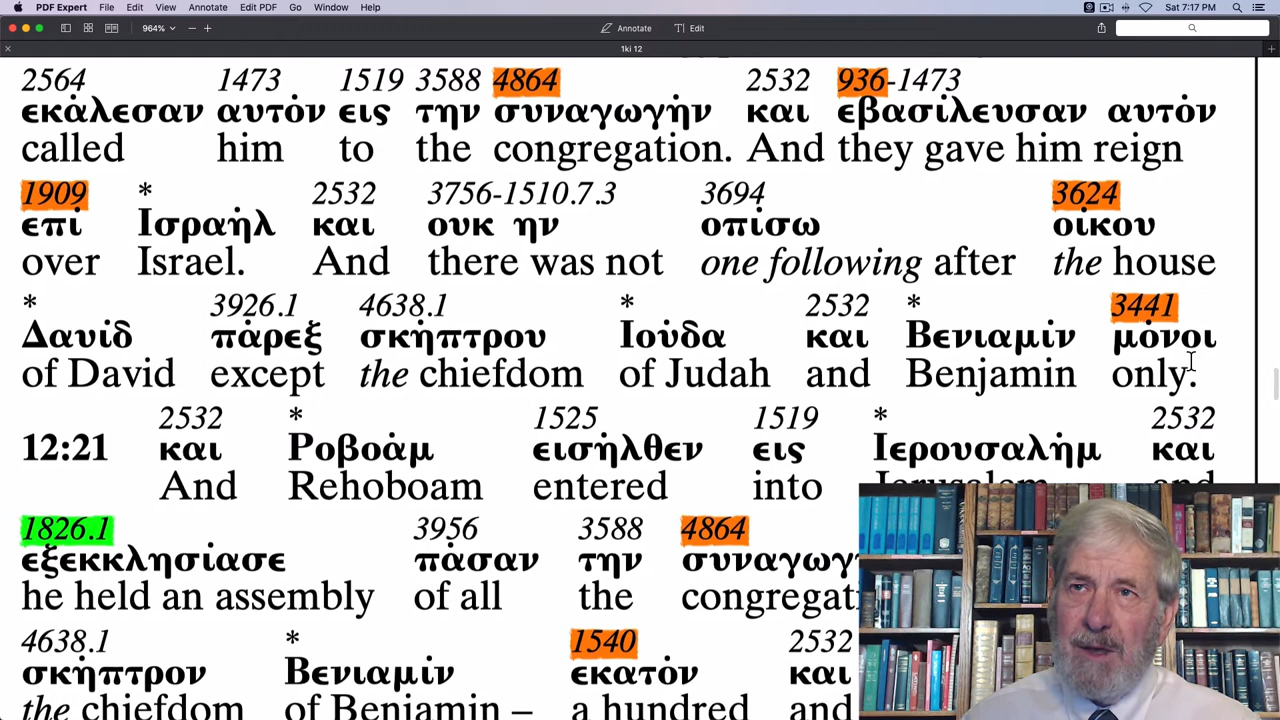 PDF Expert File Edit View Annotate Edit PDF Go Window Help Sat 7:17 PM
964% Annotate Edit
1ki 12
2564 1473 1519 3588 4864 2532 936-1473
εκάλεσαν αυτόν εις την συναγωγήν και εβασίλευσαν αυτόν
called him to the congregation. And they gave him reign
1909 * 2532 3756-1510.7.3 3694 3624
επί Ισραήλ και ουκ ην οπίσω οίκου
over Israel. And there was not one following after the house
* 3926.1 4638.1 * 2532 * 3441
Δαυίδ πάρεξ σκήπτρου Ιούδα και Βενιαμίν μόνοι
of David except the chiefdom of Judah and Benjamin only.
2532 * 1525 1519 * 2532
12:21 και Ροβοάμ εισήλθεν εις Ιερουσαλήμ και
And Rehoboam entered into Jerusalem and
1826.1 3956 3588 4864
εξεκκλησίασε πάσαν την συναγωγ
he held an assembly of all the congregat
4638.1 * 1540 2532
σκήπτρον Βενιαμίν εκατόν και
the chiefdom of Benjamin – a hundred and